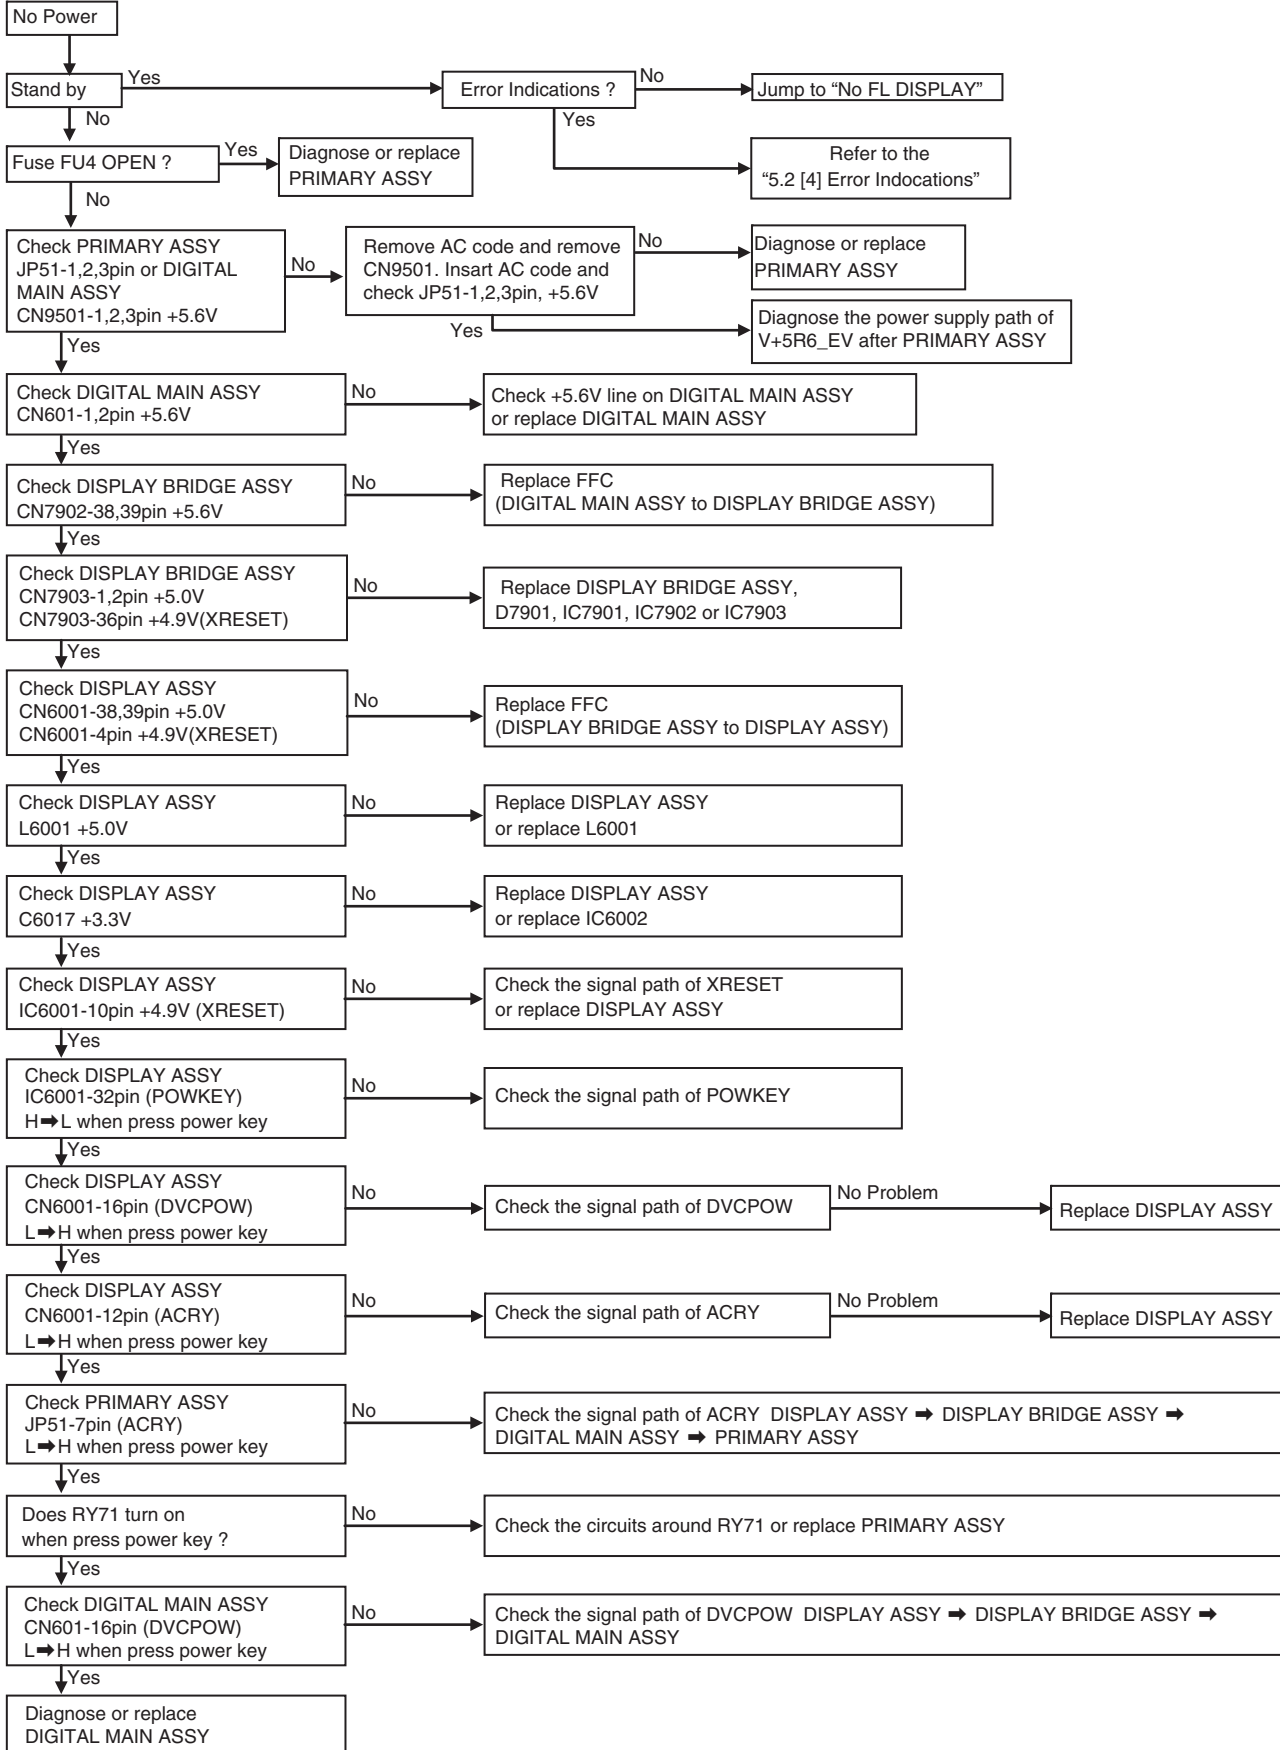 No Power
Stand by
Yes
Error Indications ?
No
Jump to “No FL DISPLAY”
No
Yes
Fuse FU4 OPEN ?
Yes
Diagnose or replace
PRIMARY ASSY
Refer to the
“5.2 [4] Error Indocations”
No
Check PRIMARY ASSY
JP51-1,2,3pin or DIGITAL
MAIN ASSY
CN9501-1,2,3pin +5.6V
No
Remove AC code and remove
CN9501. Insart AC code and
check JP51-1,2,3pin, +5.6V
No
Diagnose or replace
PRIMARY ASSY
Yes
Diagnose the power supply path of
V+5R6_EV after PRIMARY ASSY
Yes
Check DIGITAL MAIN ASSY
CN601-1,2pin +5.6V
No
Check +5.6V line on DIGITAL MAIN ASSY
or replace DIGITAL MAIN ASSY
Yes
Check DISPLAY BRIDGE ASSY
CN7902-38,39pin +5.6V
No
Replace FFC
(DIGITAL MAIN ASSY to DISPLAY BRIDGE ASSY)
Yes
Check DISPLAY BRIDGE ASSY
CN7903-1,2pin +5.0V
CN7903-36pin +4.9V(XRESET)
No
Replace DISPLAY BRIDGE ASSY,
D7901, IC7901, IC7902 or IC7903
Yes
Check DISPLAY ASSY
CN6001-38,39pin +5.0V
CN6001-4pin +4.9V(XRESET)
No
Replace FFC
(DISPLAY BRIDGE ASSY to DISPLAY ASSY)
Yes
Check DISPLAY ASSY
L6001 +5.0V
No
Replace DISPLAY ASSY
or replace L6001
Yes
Check DISPLAY ASSY
C6017 +3.3V
No
Replace DISPLAY ASSY
or replace IC6002
Yes
Check DISPLAY ASSY
IC6001-10pin +4.9V (XRESET)
No
Check the signal path of XRESET
or replace DISPLAY ASSY
Yes
Check DISPLAY ASSY
IC6001-32pin (POWKEY)
H➡L when press power key
No
Check the signal path of POWKEY
Yes
Check DISPLAY ASSY
CN6001-16pin (DVCPOW)
L➡H when press power key
No
Check the signal path of DVCPOW
No Problem
Replace DISPLAY ASSY
Yes
Check DISPLAY ASSY
CN6001-12pin (ACRY)
L➡H when press power key
No
Check the signal path of ACRY
No Problem
Replace DISPLAY ASSY
Yes
Check PRIMARY ASSY
JP51-7pin (ACRY)
L➡H when press power key
No
Check the signal path of ACRY DISPLAY ASSY ➡ DISPLAY BRIDGE ASSY ➡
DIGITAL MAIN ASSY ➡ PRIMARY ASSY
Yes
Does RY71 turn on
when press power key ?
No
Check the circuits around RY71 or replace PRIMARY ASSY
Yes
Check DIGITAL MAIN ASSY
CN601-16pin (DVCPOW)
L➡H when press power key
No
Check the signal path of DVCPOW DISPLAY ASSY ➡ DISPLAY BRIDGE ASSY ➡
DIGITAL MAIN ASSY
Yes
Diagnose or replace
DIGITAL MAIN ASSY